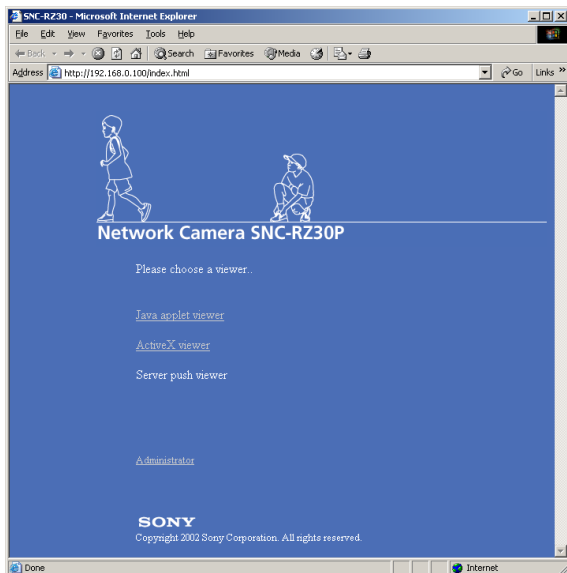 SNC-RZ30 - Microsoft Internet Explorer
File Edit View Favorites Tools Help
Back Search Favorites Media
Address http://192.168.0.100/index.html Go Links »
Network Camera SNC-RZ30P
Please choose a viewer..
Java applet viewer
ActiveX viewer
Server push viewer
Administrator
SONY
Copyright 2002 Sony Corporation. All rights reserved.
Done Internet